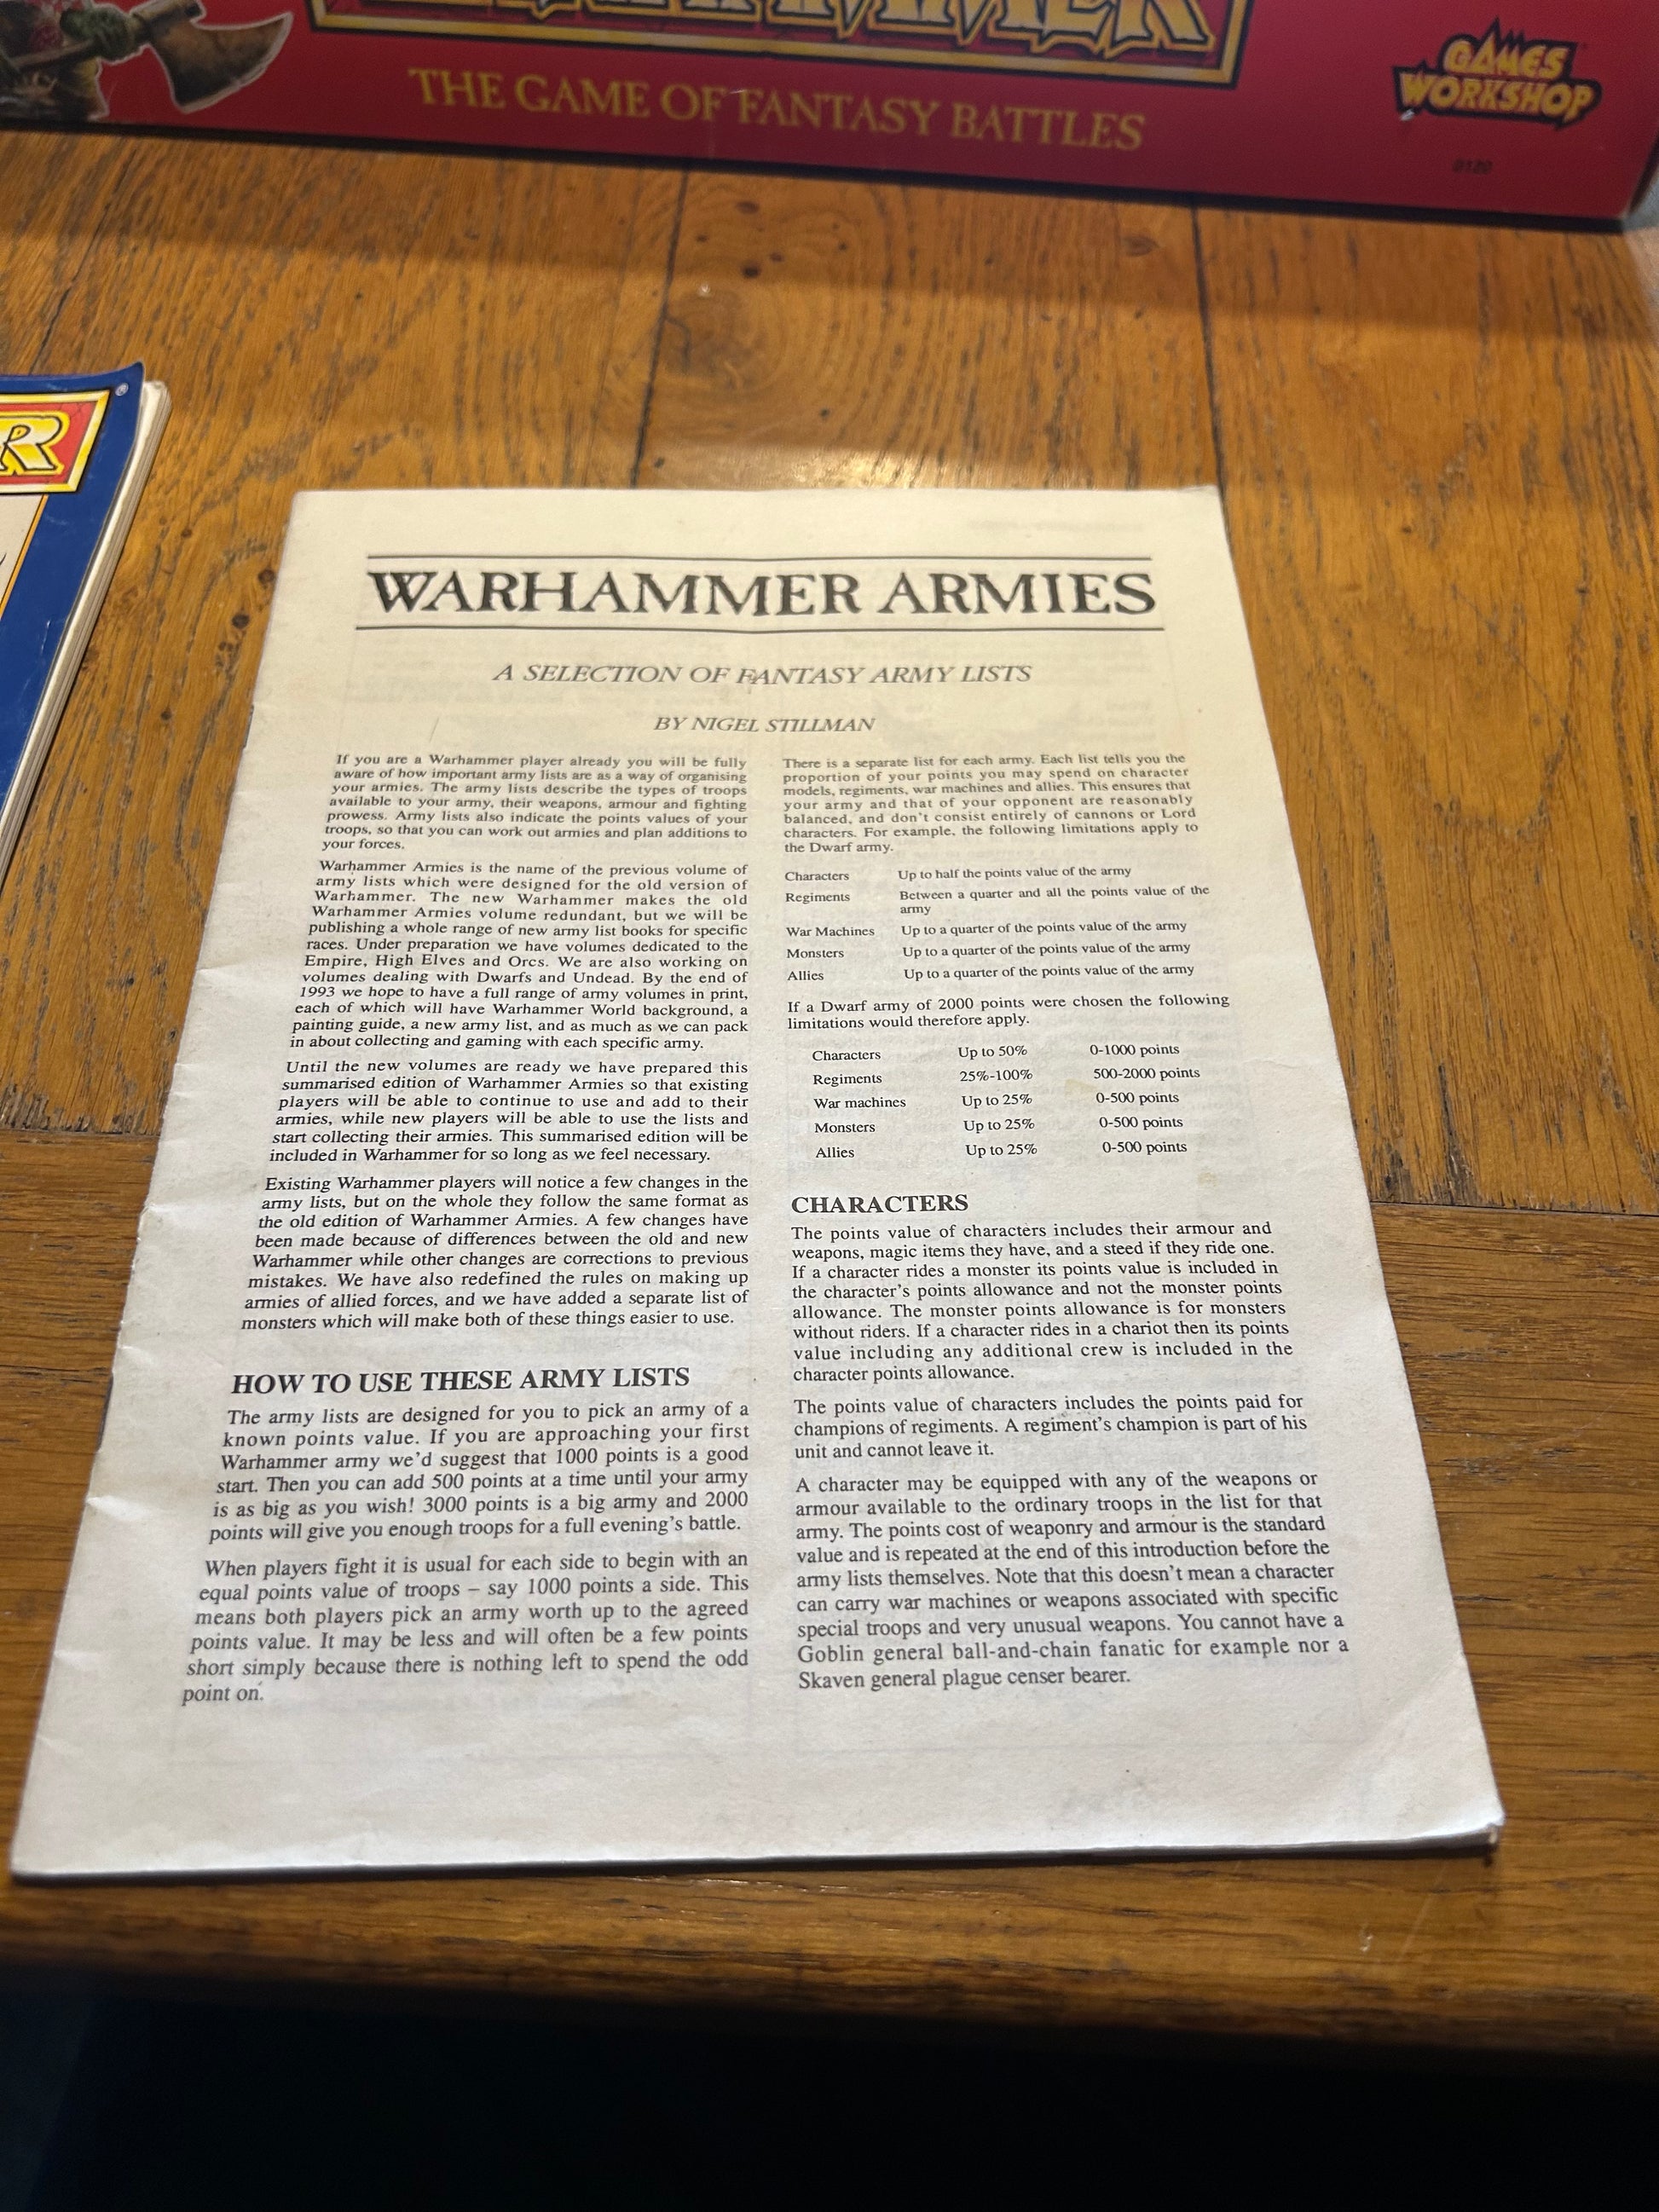 THE GAME OF FANTASY BATTLES
GAMES
WORKSHOP
0120
R
®
WARHAMMER ARMIES
A SELECTION OF FANTASY ARMY LISTS
BY NIGEL STILLMAN
If you are a Warhammer player already you will be fully
aware of how important army lists are as a way of organising
your armies. The army lists describe the types of troops
available to your army, their weapons, armour and fighting
prowess. Army lists also indicate the points values of your
troops, so that you can work out armies and plan additions to
your forces.
Warhammer Armies is the name of the previous volume of
army lists which were designed for the old version of
Warhammer. The new Warhammer makes the old
Warhammer Armies volume redundant, but we will be
publishing a whole range of new army list books for specific
races. Under preparation we have volumes dedicated to the
Empire, High Elves and Orcs. We are also working on
volumes dealing with Dwarfs and Undead. By the end of
1993 we hope to have a full range of army volumes in print,
each of which will have Warhammer World background, a
painting guide, a new army list, and as much as we can pack
in about collecting and gaming with each specific army.
Until the new volumes are ready we have prepared this
summarised edition of Warhammer Armies so that existing
players will be able to continue to use and add to their
armies, while new players will be able to use the lists and
start collecting their armies. This summarised edition will be
included in Warhammer for so long as we feel necessary.
Existing Warhammer players will notice a few changes in the
army lists, but on the whole they follow the same format as
the old edition of Warhammer Armies. A few changes have
been made because of differences between the old and new
Warhammer while other changes are corrections to previous
mistakes. We have also redefined the rules on making up
armies of allied forces, and we have added a separate list of
monsters which will make both of these things easier to use.
HOW TO USE THESE ARMY LISTS
The army lists are designed for you to pick an army of a
known points value. If you are approaching your first
Warhammer army we'd suggest that 1000 points is a good
start. Then you can add 500 points at a time until your army
is as big as you wish! 3000 points is a big army and 2000
points will give you enough troops for a full evening's battle.
When players fight it is usual for each side to begin with an
equal points value of troops – say 1000 points a side. This
means both players pick an army worth up to the agreed
points value. It may be less and will often be a few points
short simply because there is nothing left to spend the odd
point on.
There is a separate list for each army. Each list tells you the
proportion of your points you may spend on character
models, regiments, war machines and allies. This ensures that
your army and that of your opponent are reasonably
balanced, and don't consist entirely of cannons or Lord
characters. For example, the following limitations apply to
the Dwarf army.
Characters Up to half the points value of the army
Regiments Between a quarter and all the points value of the
army
War Machines Up to a quarter of the points value of the army
Monsters Up to a quarter of the points value of the army
Allies Up to a quarter of the points value of the army
If a Dwarf army of 2000 points were chosen the following
limitations would therefore apply.
Characters Up to 50% 0-1000 points
Regiments 25%-100% 500-2000 points
War machines Up to 25% 0-500 points
Monsters Up to 25% 0-500 points
Allies Up to 25% 0-500 points
CHARACTERS
The points value of characters includes their armour and
weapons, magic items they have, and a steed if they ride one.
If a character rides a monster its points value is included in
the character's points allowance and not the monster points
allowance. The monster points allowance is for monsters
without riders. If a character rides in a chariot then its points
value including any additional crew is included in the
character points allowance.
The points value of characters includes the points paid for
champions of regiments. A regiment's champion is part of his
unit and cannot leave it.
A character may be equipped with any of the weapons or
armour available to the ordinary troops in the list for that
army. The points cost of weaponry and armour is the standard
value and is repeated at the end of this introduction before the
army lists themselves. Note that this doesn't mean a character
can carry war machines or weapons associated with specific
special troops and very unusual weapons. You cannot have a
Goblin general ball-and-chain fanatic for example nor a
Skaven general plague censer bearer.